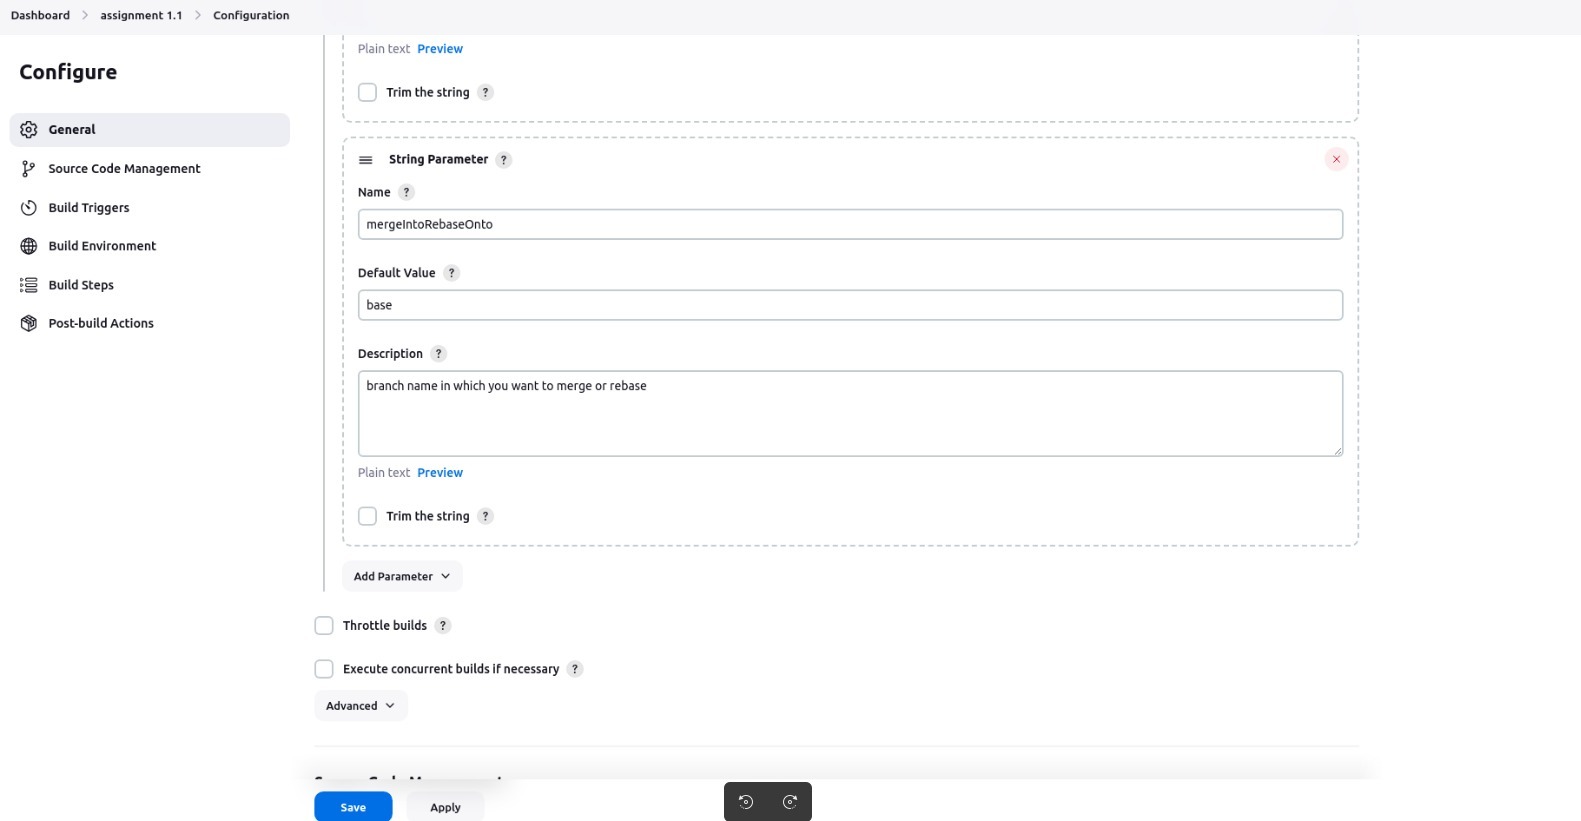 Dashboard > assignment 1.1 > Configuration
Configure
General
Source Code Management
Build Triggers
Build Environment
Build Steps
Post-build Actions
Plain text Preview
Trim the string ?
String Parameter ?
Name ?
mergeIntoRebaseOnto
Default Value ?
base
Description ?
branch name in which you want to merge or rebase
Plain text Preview
Trim the string ?
Add Parameter
Throttle builds ?
Execute concurrent builds if necessary ?
Advanced
Save Apply